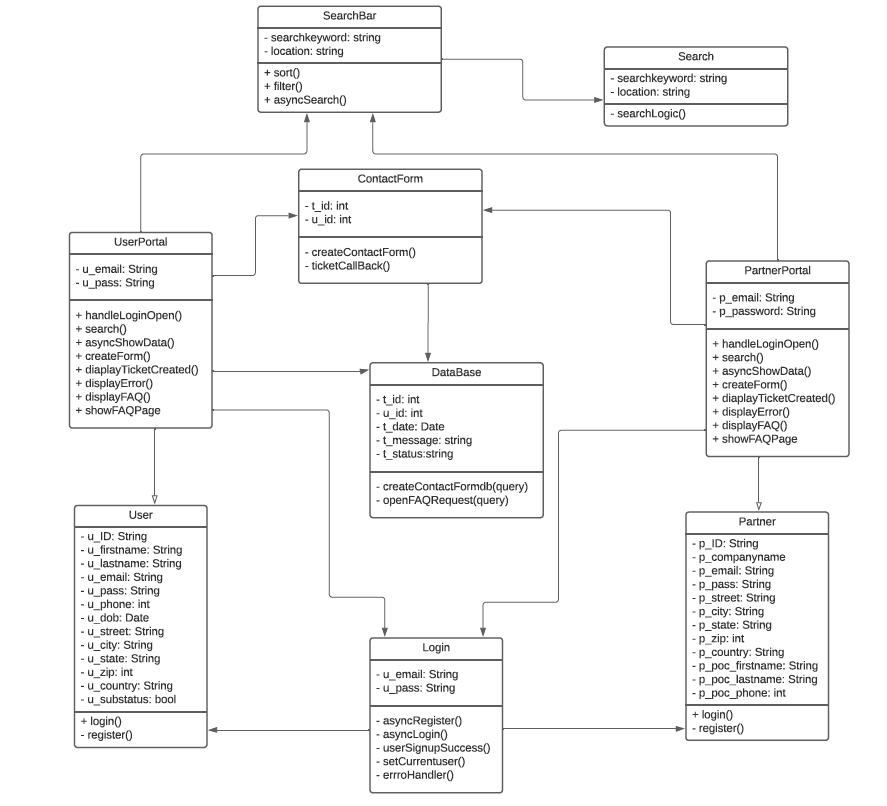 SearchBar
- searchkeyword: string
- location: string
+ sort()
+ filter()
+ asyncSearch()
Search
- searchkeyword: string
- location: string
- searchLogic()
ContactForm
- t_id: int
- u_id: int
- createContactForm()
- ticketCallBack()
UserPortal
- u_email: String
- u_pass: String
+ handleLoginOpen()
+ search()
+ asyncShowData()
+ createForm()
+ diaplayTicketCreated()
+ displayError()
+ displayFAQ()
+ showFAQPage
PartnerPortal
- p_email: String
- p_password: String
+ handleLoginOpen()
+ search()
+ asyncShowData()
+ createForm()
+ diaplayTicketCreated()
+ displayError()
+ displayFAQ()
+ showFAQPage
DataBase
- t_id: int
- u_id: int
- t_date: Date
- t_message: string
- t_status:string
- createContactFormdb(query)
- openFAQRequest(query)
User
- u_ID: String
- u_firstname: String
- u_lastname: String
- u_email: String
- u_pass: String
- u_phone: int
- u_dob: Date
- u_street: String
- u_city: String
- u_state: String
- u_zip: int
- u_country: String
- u_substatus: bool
+ login()
- register()
Partner
- p_ID: String
- p_companyname
- p_email: String
- p_pass: String
- p_street: String
- p_city: String
- p_state: String
- p_zip: int
- p_country: String
- p_poc_firstname: String
- p_poc_lastname: String
- p_poc_phone: int
+ login()
- register()
Login
- u_email: String
- u_pass: String
- asyncRegister()
- asyncLogin()
- userSignupSuccess()
- setCurrentuser()
- errroHandler()